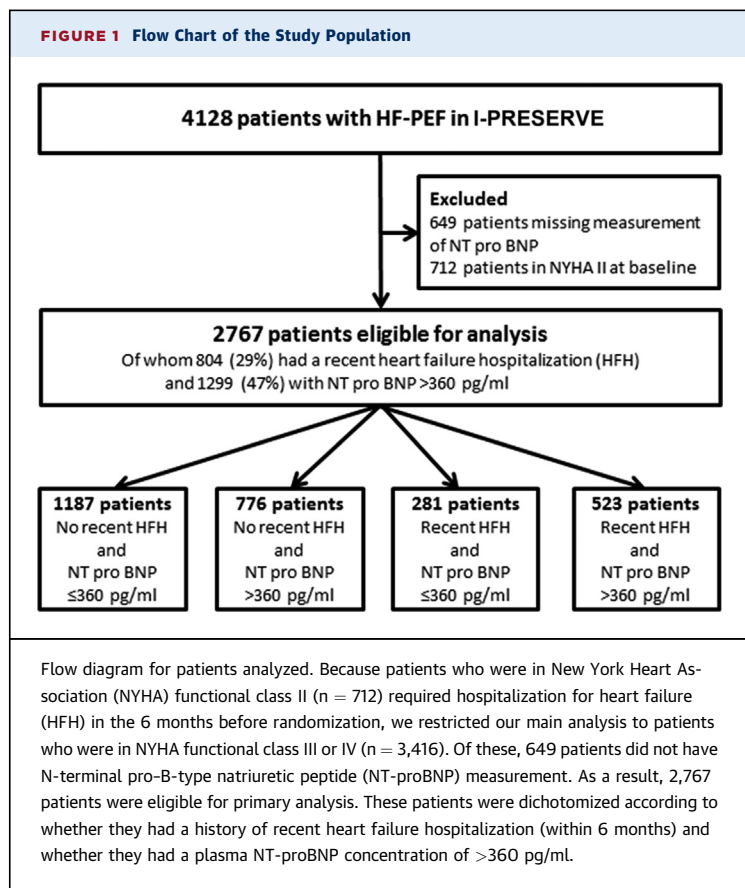 FIGURE 1 Flow Chart of the Study Population
4128 patients with HF-PEF in I-PRESERVE
Excluded
649 patients missing measurement
of NT pro BNP
712 patients in NYHA II at baseline
2767 patients eligible for analysis
Of whom 804 (29%) had a recent heart failure hospitalization (HFH)
and 1299 (47%) with NT pro BNP >360 pg/ml
1187 patients
No recent HFH
and
NT pro BNP
≤360 pg/ml
776 patients
No recent HFH
and
NT pro BNP
>360 pg/ml
281 patients
Recent HFH
and
NT pro BNP
≤360 pg/ml
523 patients
Recent HFH
and
NT pro BNP
>360 pg/ml
Flow diagram for patients analyzed. Because patients who were in New York Heart As-
sociation (NYHA) functional class II (n = 712) required hospitalization for heart failure
(HFH) in the 6 months before randomization, we restricted our main analysis to patients
who were in NYHA functional class III or IV (n = 3,416). Of these, 649 patients did not have
N-terminal pro–B-type natriuretic peptide (NT-proBNP) measurement. As a result, 2,767
patients were eligible for primary analysis. These patients were dichotomized according to
whether they had a history of recent heart failure hospitalization (within 6 months) and
whether they had a plasma NT-proBNP concentration of >360 pg/ml.